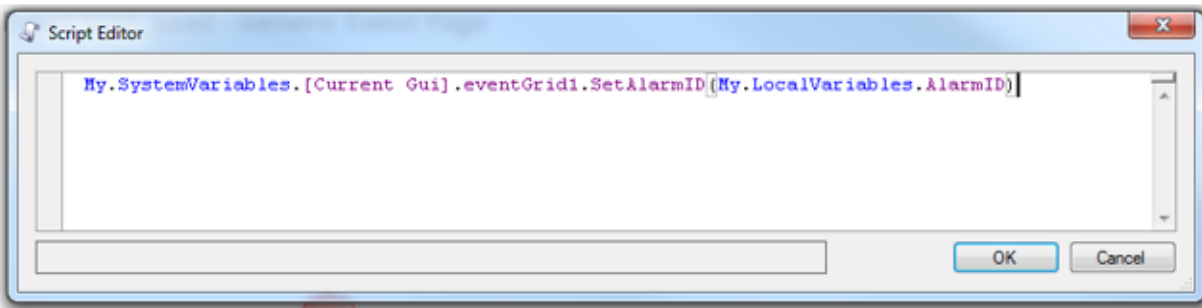 Script Editor
My.SystemVariables.[Current Gui].eventGrid1.SetAlarmID(My.LocalVariables.AlarmID)
OK
Cancel